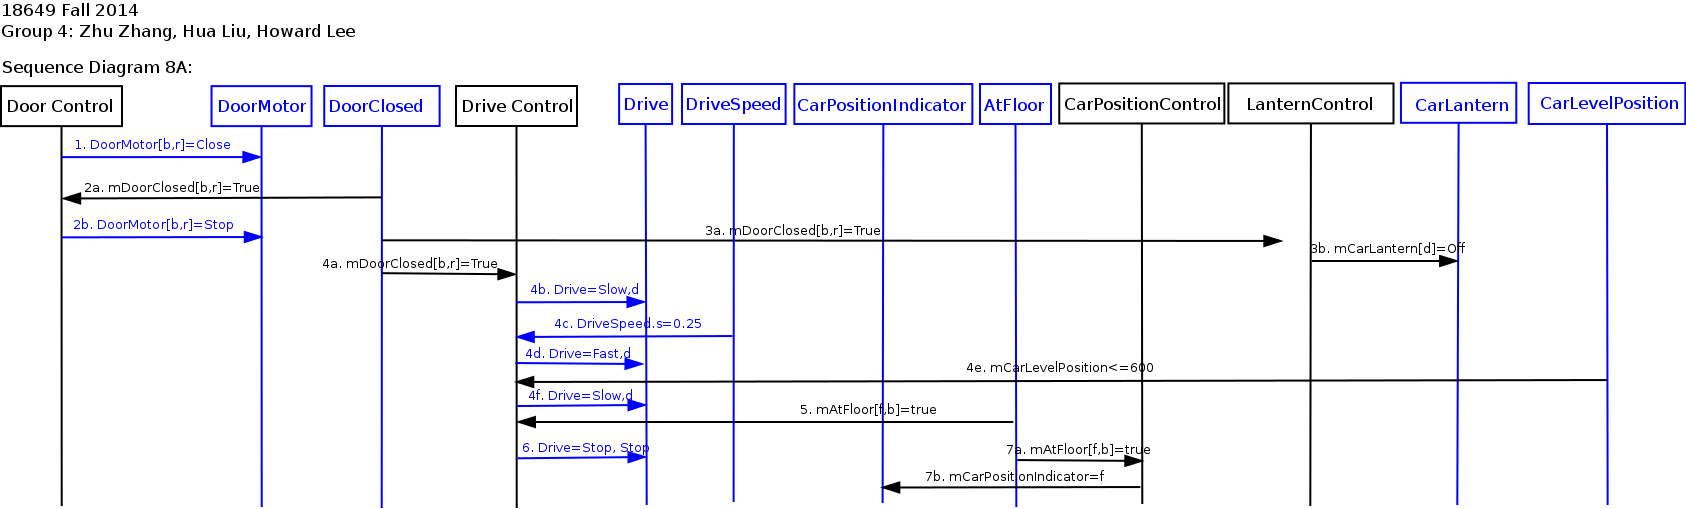 18649 Fall 2014
Group 4: Zhu Zhang, Hua Liu, Howard Lee
Sequence Diagram 8A:
Door Control
DoorMotor
DoorClosed
Drive Control
Drive
DriveSpeed
CarPositionIndicator
AtFloor
CarPositionControl
LanternControl
CarLantern
CarLevelPosition
1. DoorMotor[b,r]=Close
2a. mDoorClosed[b,r]=True
2b. DoorMotor[b,r]=Stop
3a. mDoorClosed[b,r]=True
3b. mCarLantern[d]=Off
4a. mDoorClosed[b,r]=True
4b. Drive=Slow,d
4c. DriveSpeed.s=0.25
4d. Drive=Fast,d
4e. mCarLevelPosition<=600
4f. Drive=Slow,d
5. mAtFloor[f,b]=true
6. Drive=Stop, Stop
7a. mAtFloor[f,b]=true
7b. mCarPositionIndicator=f